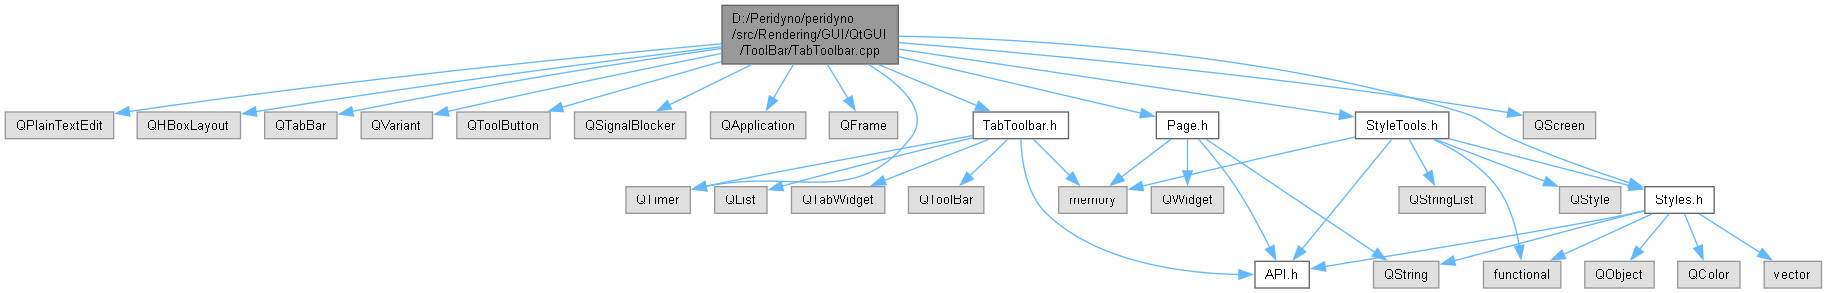 D:/Peridyno/peridyno
/src/Rendering/GUI/QtGUI
/ToolBar/TabToolbar.cpp
QPlainTextEdit
QHBoxLayout
QTabBar
QVariant
QToolButton
QSignalBlocker
QApplication
QFrame
TabToolbar.h
Page.h
StyleTools.h
QScreen
QTimer
QList
QTabWidget
QToolBar
memory
QWidget
QStringList
QStyle
Styles.h
API.h
QString
functional
QObject
QColor
vector